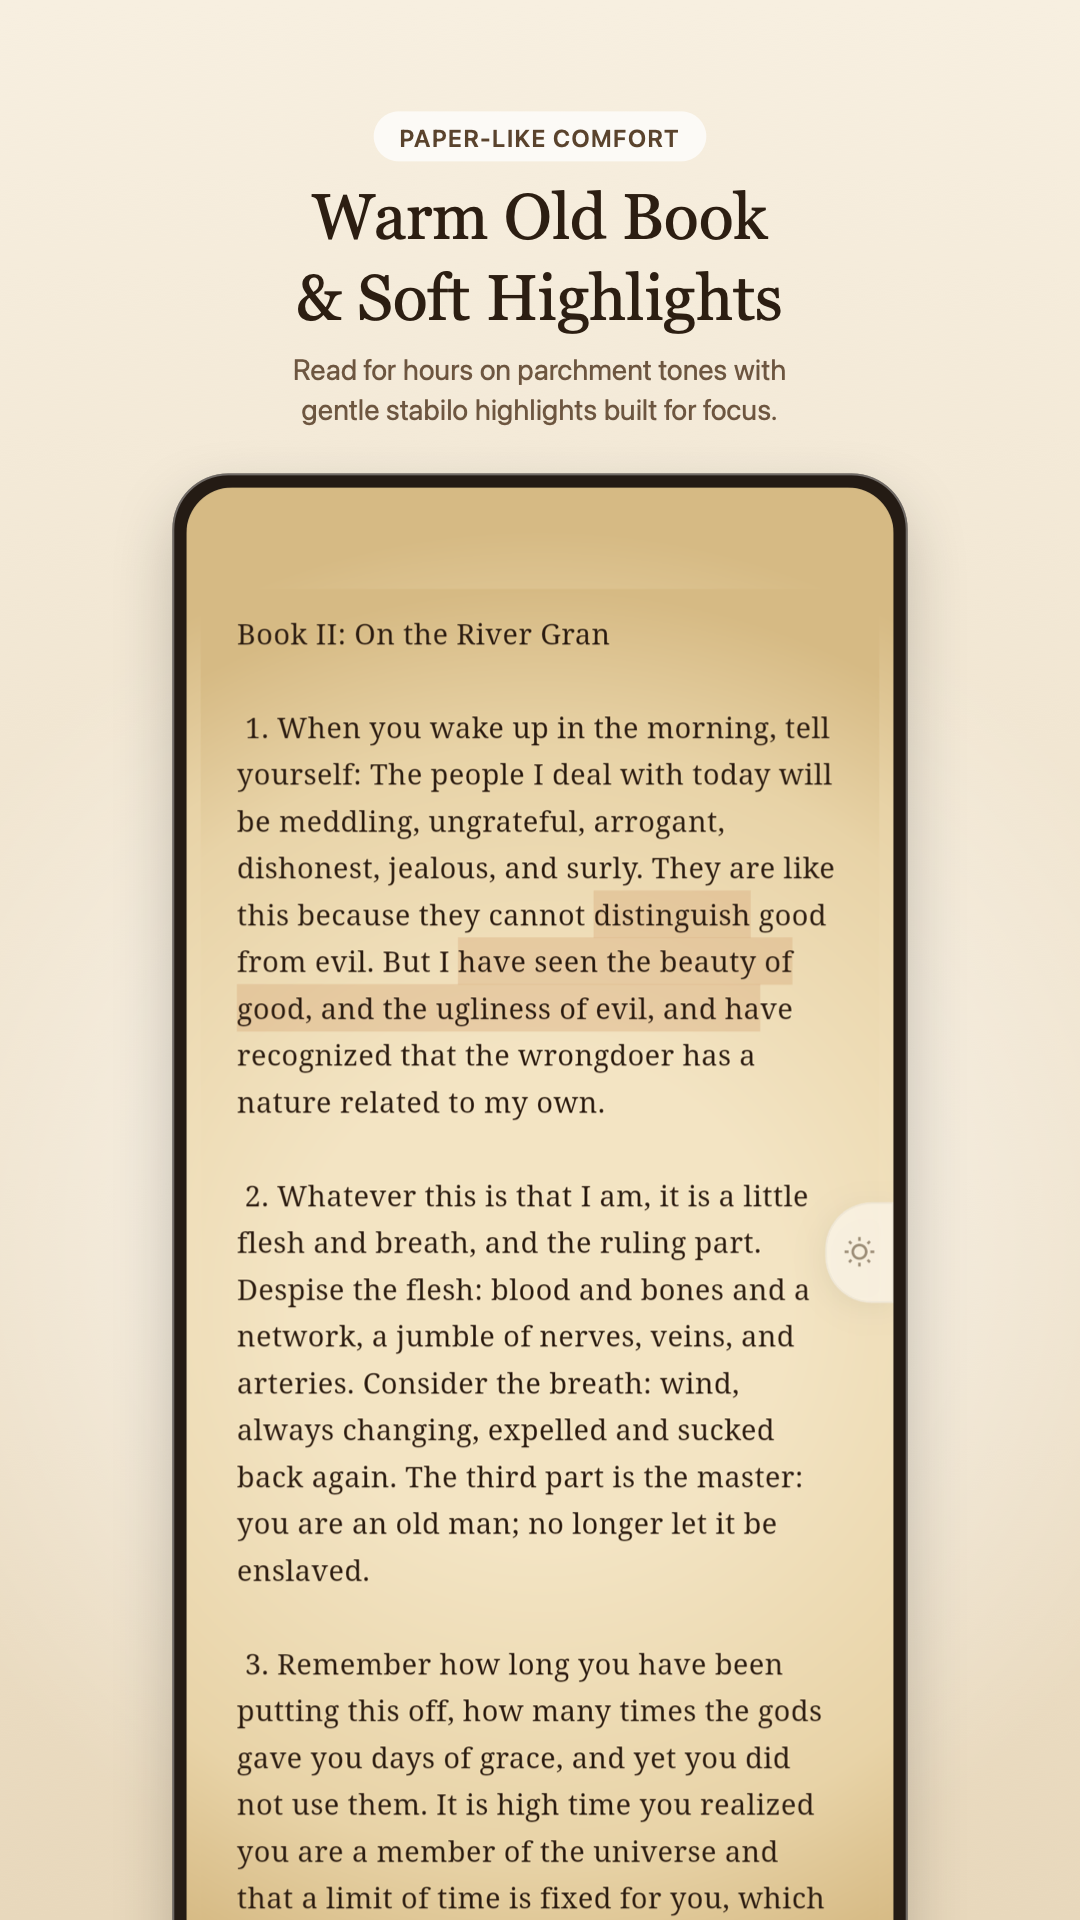 PAPER-LIKE COMFORT
Warm Old Book
& Soft Highlights
Read for hours on parchment tones with
gentle stabilo highlights built for focus.
Book II: On the River Gran
1. When you wake up in the morning, tell
yourself: The people I deal with today will
be meddling, ungrateful, arrogant,
dishonest, jealous, and surly. They are like
this because they cannot distinguish good
from evil. But I have seen the beauty of
good, and the ugliness of evil, and have
recognized that the wrongdoer has a
nature related to my own.
2. Whatever this is that I am, it is a little
flesh and breath, and the ruling part.
Despise the flesh: blood and bones and a
network, a jumble of nerves, veins, and
arteries. Consider the breath: wind,
always changing, expelled and sucked
back again. The third part is the master:
you are an old man; no longer let it be
enslaved.
3. Remember how long you have been
putting this off, how many times the gods
gave you days of grace, and yet you did
not use them. It is high time you realized
you are a member of the universe and
that a limit of time is fixed for you, which